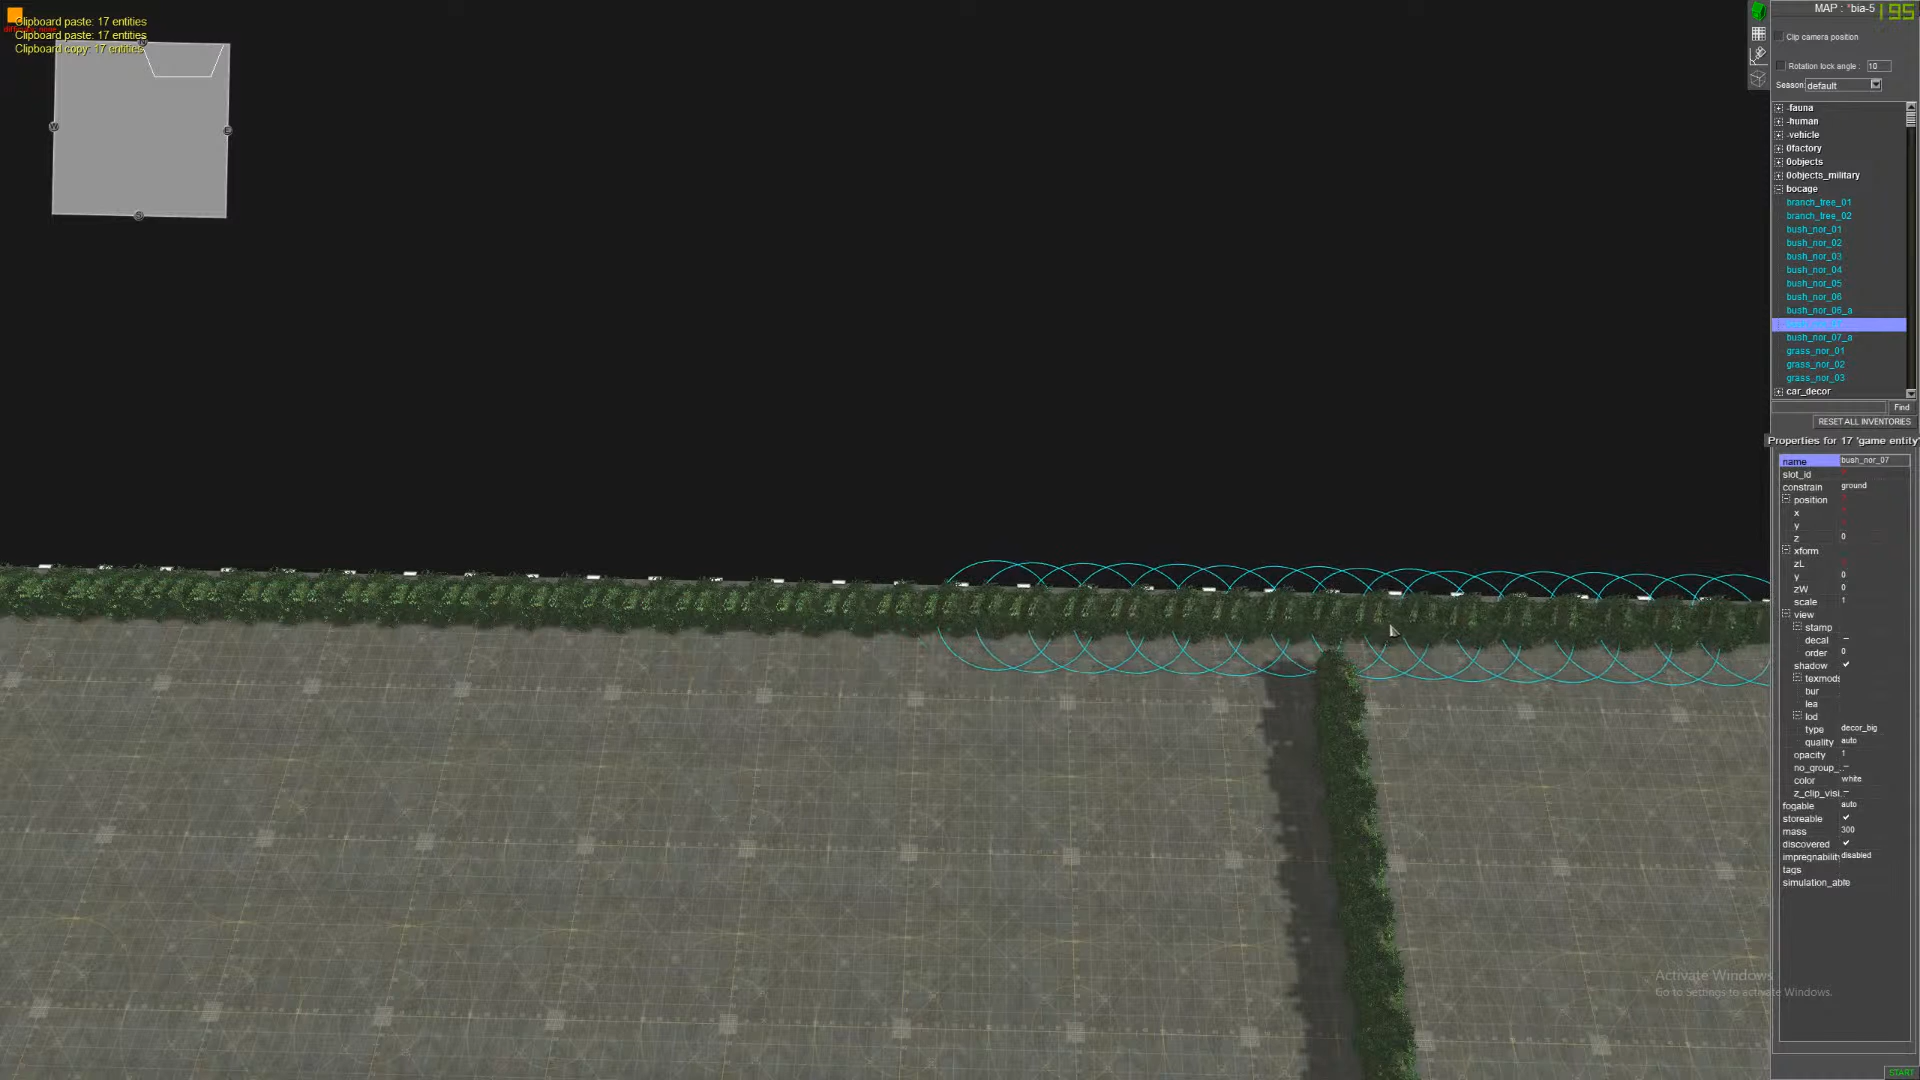 Clipboard paste: 17 entities
Clipboard paste: 17 entities
Clipboard copy: 17 entities
W
E
S
MAP : *bia-5
195
Clip camera position
Rotation lock angle : 10
Season: default
-fauna
-human
-vehicle
0factory
0objects
0objects_military
bocage
branch_tree_01
branch_tree_02
bush_nor_01
bush_nor_02
bush_nor_03
bush_nor_04
bush_nor_05
bush_nor_06
bush_nor_06_a
bush_nor_07_a
grass_nor_01
grass_nor_02
grass_nor_03
car_decor
Find
RESET ALL INVENTORIES
Properties for 17 'game entity'
name bush_nor_07
slot_id
constrain ground
position
x
y
z 0
xform
zL
y 0
zW 0
scale 1
view
stamp
decal
order 0
shadow
texmods
bur
lea
lod
type decor_big
quality auto
opacity 1
no_group_..
color white
z_clip_visi..
fogable auto
storeable
mass 300
discovered
impregnability disabled
tags
simulation_able
Activate Windows
Go to Settings to activate Windows.
START